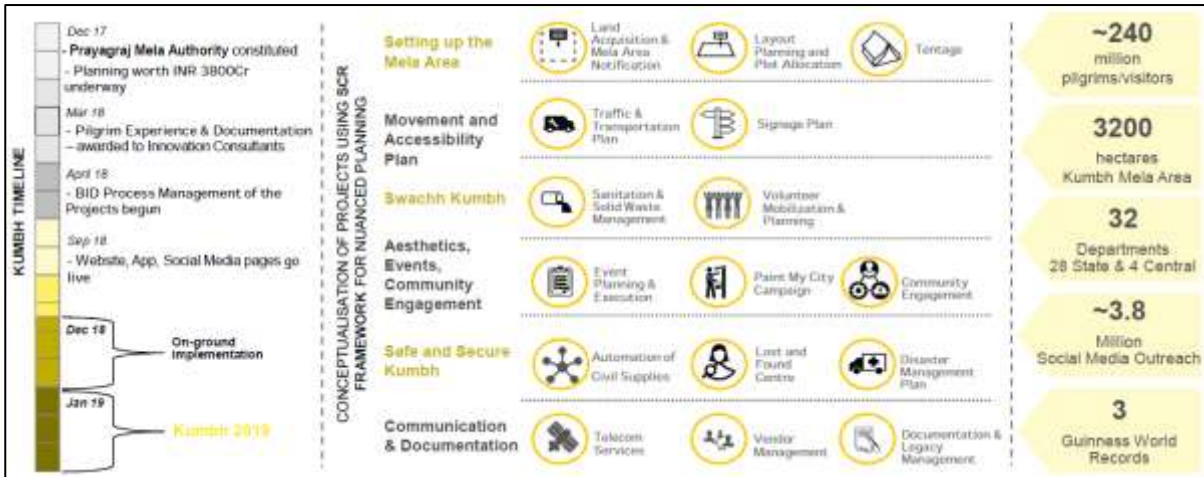 KUMBH TIMELINE
Dec 17
- Prayagraj Mela Authority constituted
- Planning worth INR 3800Cr
underway
Mar 18
- Pilgrim Experience & Documentation
– awarded to Innovation Consultants
April 18
- BID Process Management of the
Projects begun
Sep 18
- Website, App, Social Media pages go
live
Dec 18
On-ground
Implementation
Jan 19
Kumbh 2019
CONCEPTUALISATION OF PROJECTS USING SCR
FRAMEWORK FOR NUANCED PLANNING
Setting up the
Mela Area
Land
Acquisition &
Mela Area
Notification
Layout
Planning and
Plot Allocation
Tentage
Movement and
Accessibility
Plan
Traffic &
Transportation
Plan
Signage Plan
Swachh Kumbh
Sanitation &
Solid Waste
Management
Volunteer
Mobilization &
Planning
Aesthetics,
Events,
Community
Engagement
Event
Planning &
Execution
Paint My City
Campaign
Community
Engagement
Safe and Secure
Kumbh
Automation of
Civil Supplies
Lost and
Found
Centre
Disaster
Management
Plan
Communication
& Documentation
Telecom
Services
Vendor
Management
Documentation &
Legacy
Management
~240
million
pilgrims/visitors
3200
hectares
Kumbh Mela Area
32
Departments
28 State & 4 Central
~3.8
Million
Social Media Outreach
3
Guinness World
Records